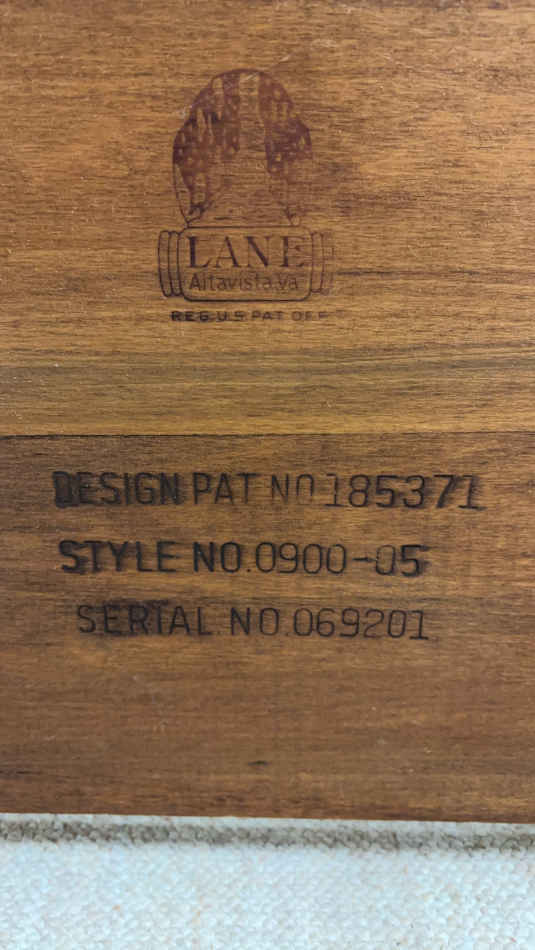 LANE
Altavista.va
REG.U.S PAT OFF
DESIGN PAT NO 185371
STYLE NO.0900-05
SERIAL NO.069201